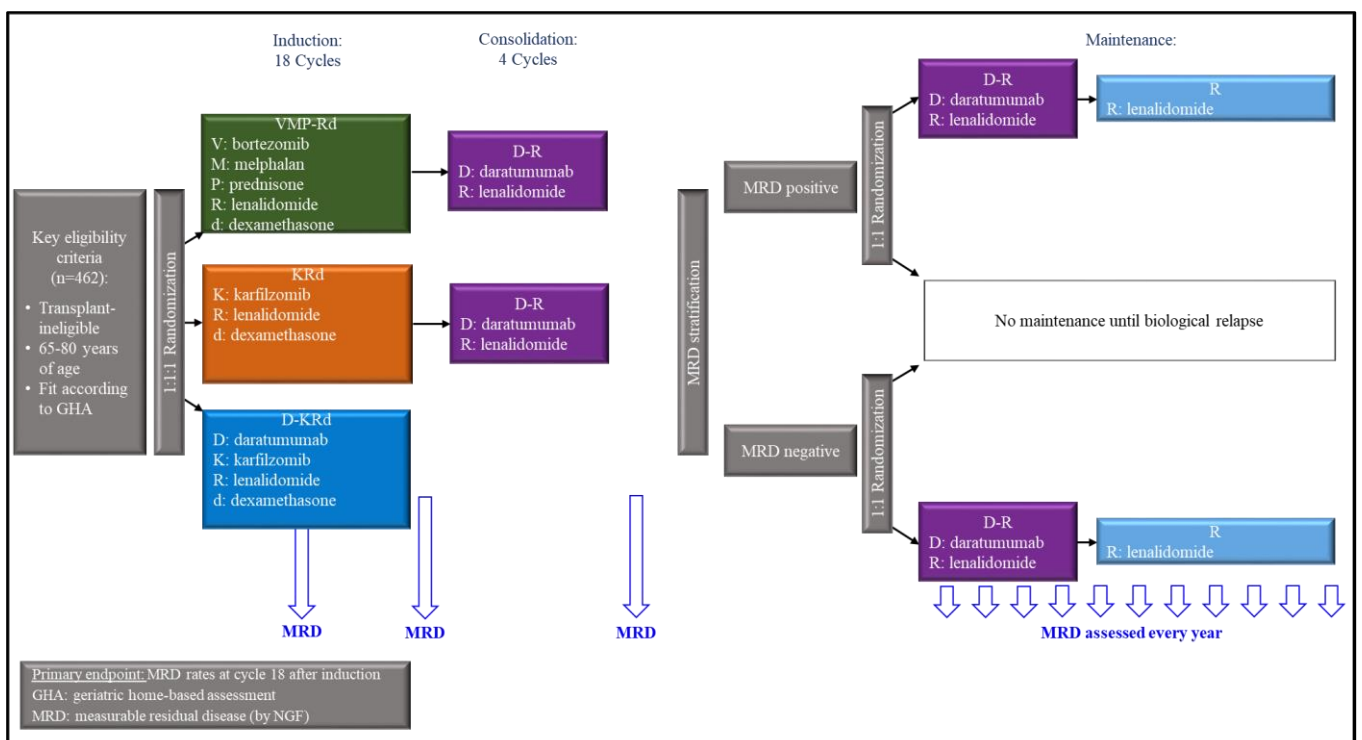 Induction:
18 Cycles
Consolidation:
4 Cycles
Maintenance:
Key eligibility
criteria
(n=462):
• Transplant-
ineligible
• 65-80 years
of age
• Fit according
to GHA
1:1:1 Randomization
VMP-Rd
V: bortezomib
M: melphalan
P: prednisone
R: lenalidomide
d: dexamethasone
KRd
K: karfilzomib
R: lenalidomide
d: dexamethasone
D-KRd
D: daratumumab
K: karfilzomib
R: lenalidomide
d: dexamethasone
D-R
D: daratumumab
R: lenalidomide
D-R
D: daratumumab
R: lenalidomide
MRD
MRD
MRD
MRD stratification
MRD positive
MRD negative
1:1 Randomization
1:1 Randomization
D-R
D: daratumumab
R: lenalidomide
R
R: lenalidomide
No maintenance until biological relapse
D-R
D: daratumumab
R: lenalidomide
R
R: lenalidomide
MRD assessed every year
Primary endpoint: MRD rates at cycle 18 after induction
GHA: geriatric home-based assessment
MRD: measurable residual disease (by NGF)